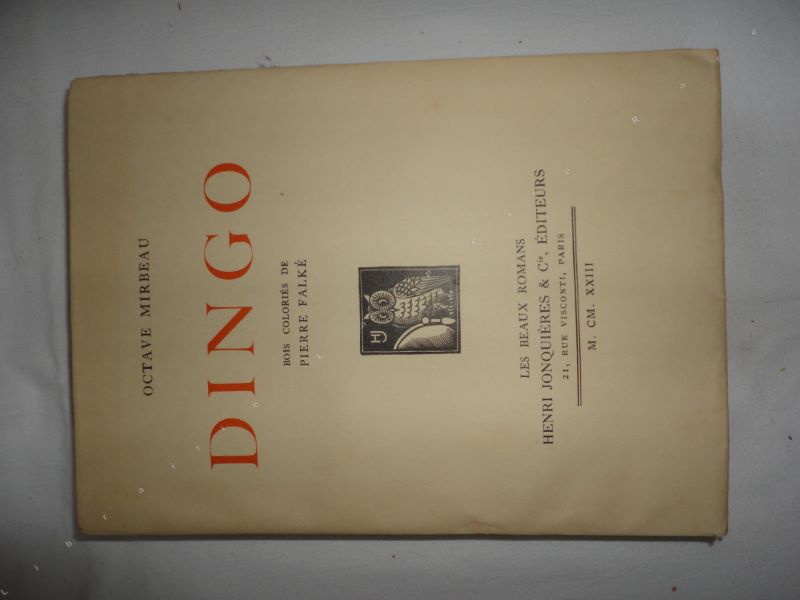 OCTAVE MIRBEAU
DINGO
BOIS COLORIÉS DE
PIERRE FALKÉ
HJ
LES BEAUX ROMANS
HENRI JONQUIÈRES & Cie, ÉDITEURS
21, RUE VISCONTI, PARIS
M. CM. XXIII